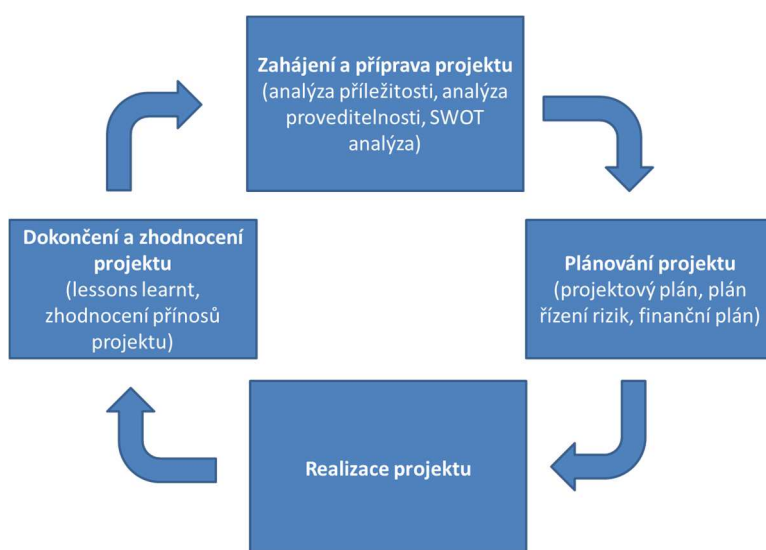 Zahájení a příprava projektu
(analýza příležitosti, analýza
proveditelnosti, SWOT
analýza)
Plánování projektu
(projektový plán, plán
řízení rizik, finanční plán)
Realizace projektu
Dokončení a zhodnocení
projektu
(lessons learnt,
zhodnocení přínosů
projektu)